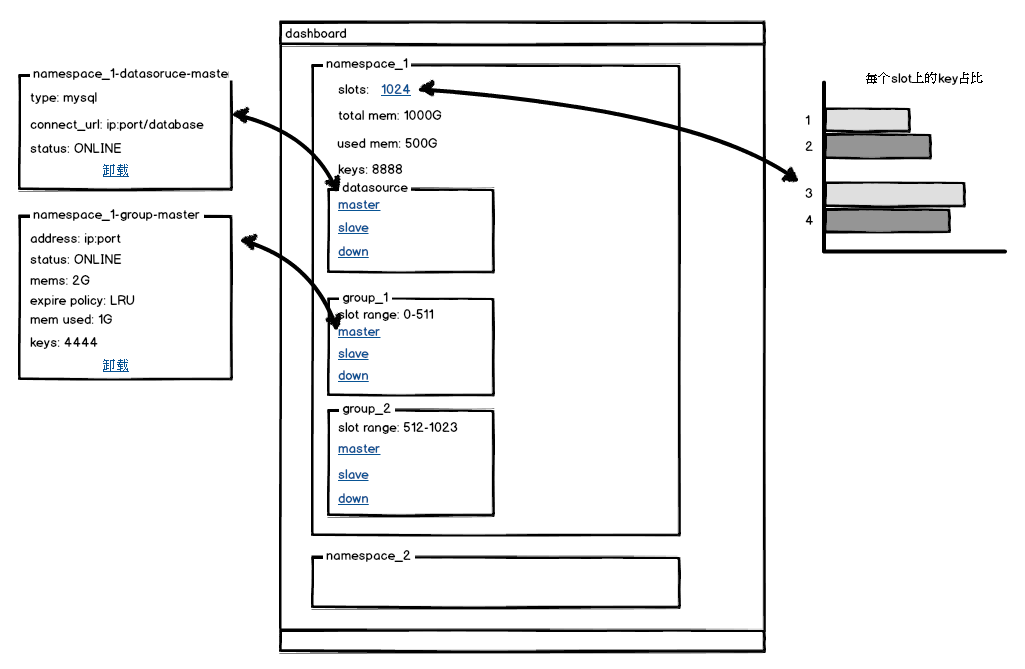 dashboard
namespace_1-datasoruce-maste
type: mysql
connect_url: ip:port/database
status: ONLINE
卸载
namespace_1-group-master
address: ip:port
status: ONLINE
mems: 2G
expire policy: LRU
mem used: 1G
keys: 4444
卸载
namespace_1
slots: 1024
total mem: 1000G
used mem: 500G
keys: 8888
datasource
master
slave
down
group_1
slot range: 0-511
master
slave
down
group_2
slot range: 512-1023
master
slave
down
namespace_2
每个slot上的key占比
1
2
3
4